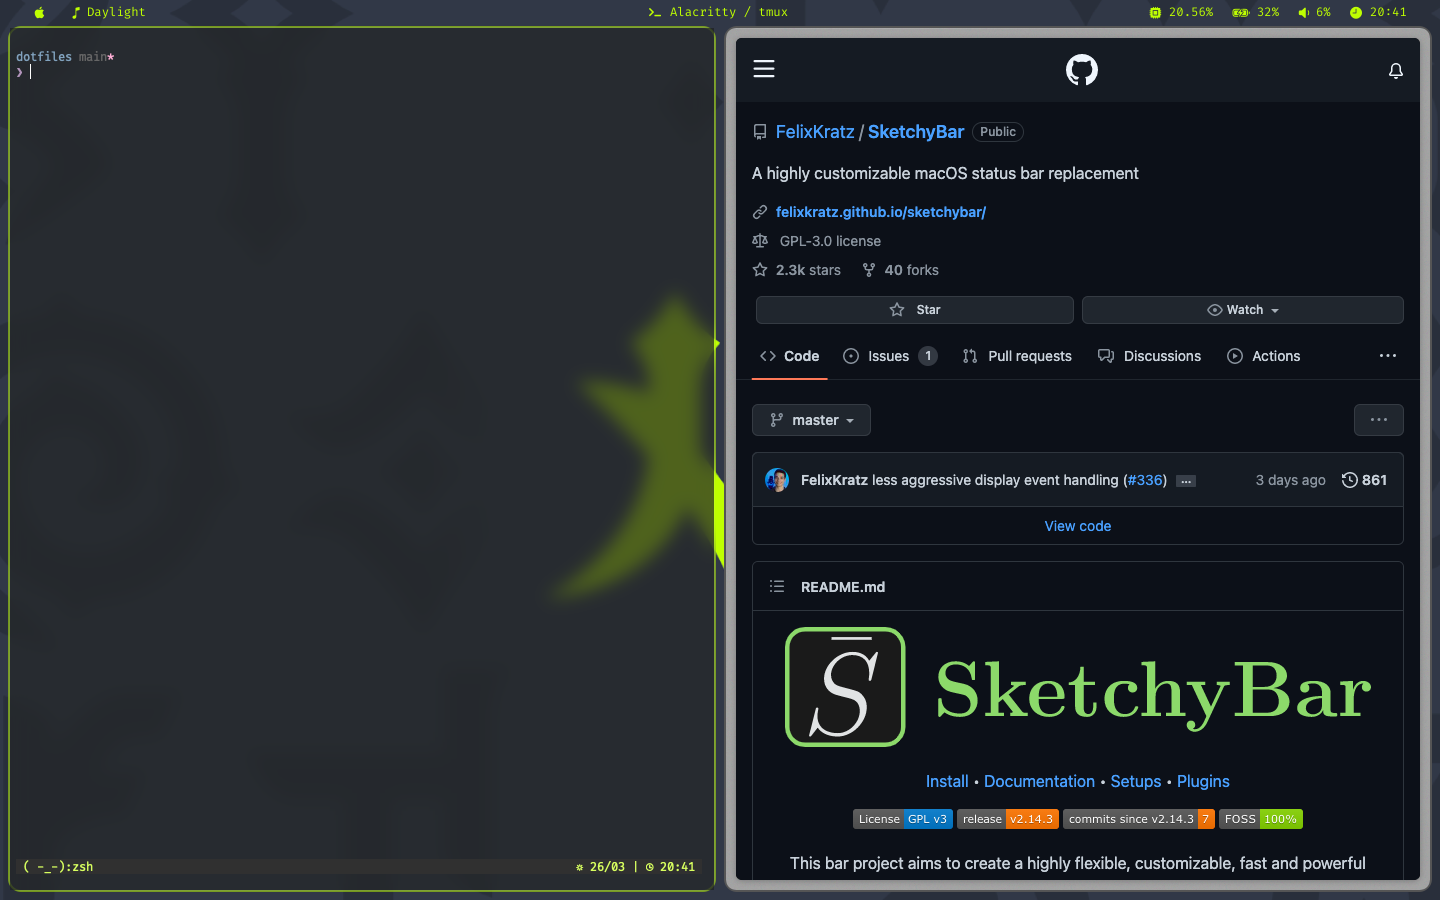 Daylight
Alacritty / tmux
20.56% 32% 6% 20:41
dotfiles main*
❯
( -_-):zsh
26/03 | 20:41
FelixKratz / SketchyBar Public
A highly customizable macOS status bar replacement
felixkratz.github.io/sketchybar/
GPL-3.0 license
2.3k stars 40 forks
Star Watch
Code Issues 1 Pull requests Discussions Actions ...
master ...
FelixKratz less aggressive display event handling (#336) ... 3 days ago 861
View code
README.md
S
SketchyBar
Install • Documentation • Setups • Plugins
License GPL v3 release v2.14.3 commits since v2.14.3 7 FOSS 100%
This bar project aims to create a highly flexible, customizable, fast and powerful